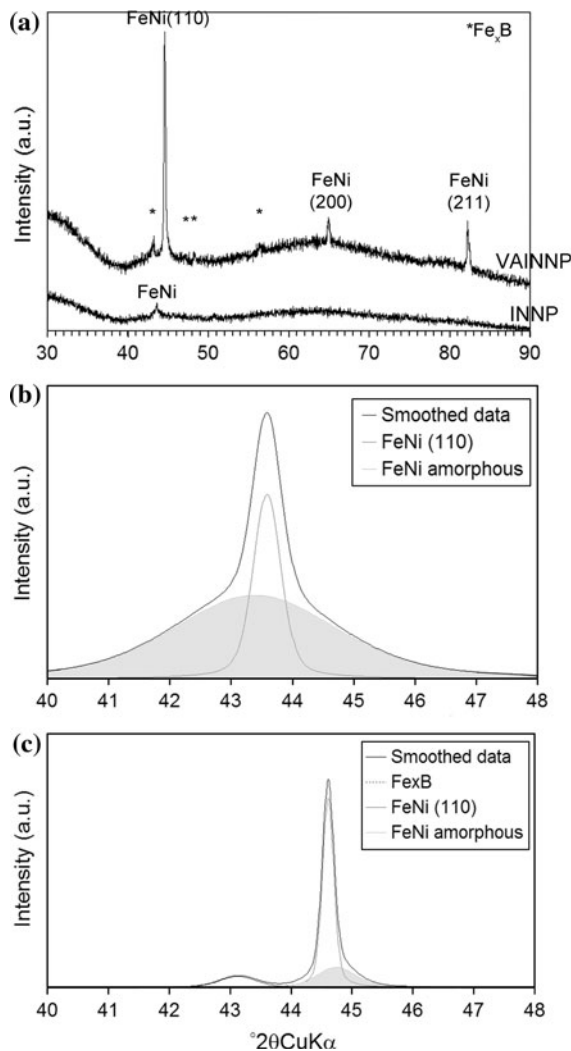 (a)
FeNi(110)
*FexB
Intensity (a.u.)
* ** *
FeNi
(200)
FeNi
(211)
VAINNP
FeNi
INNP
30 40 50 60 70 80 90
(b)
Intensity (a.u.)
Smoothed data
FeNi (110)
FeNi amorphous
40 41 42 43 44 45 46 47 48
(c)
Intensity (a.u.)
Smoothed data
FexB
FeNi (110)
FeNi amorphous
40 41 42 43 44 45 46 47 48
°2θCuKα